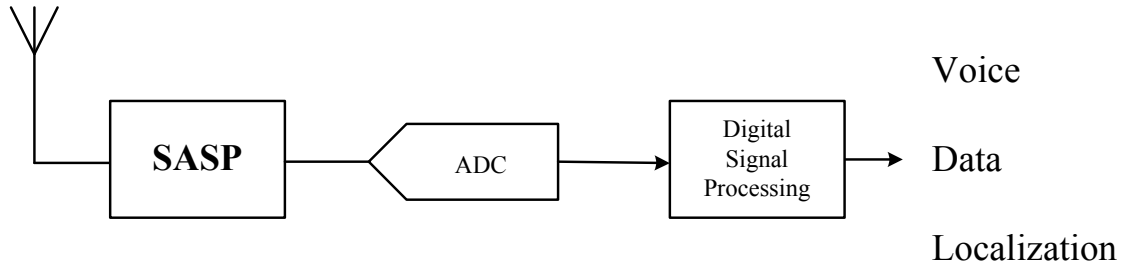 SASP
ADC
Digital
Signal
Processing
Voice
Data
Localization